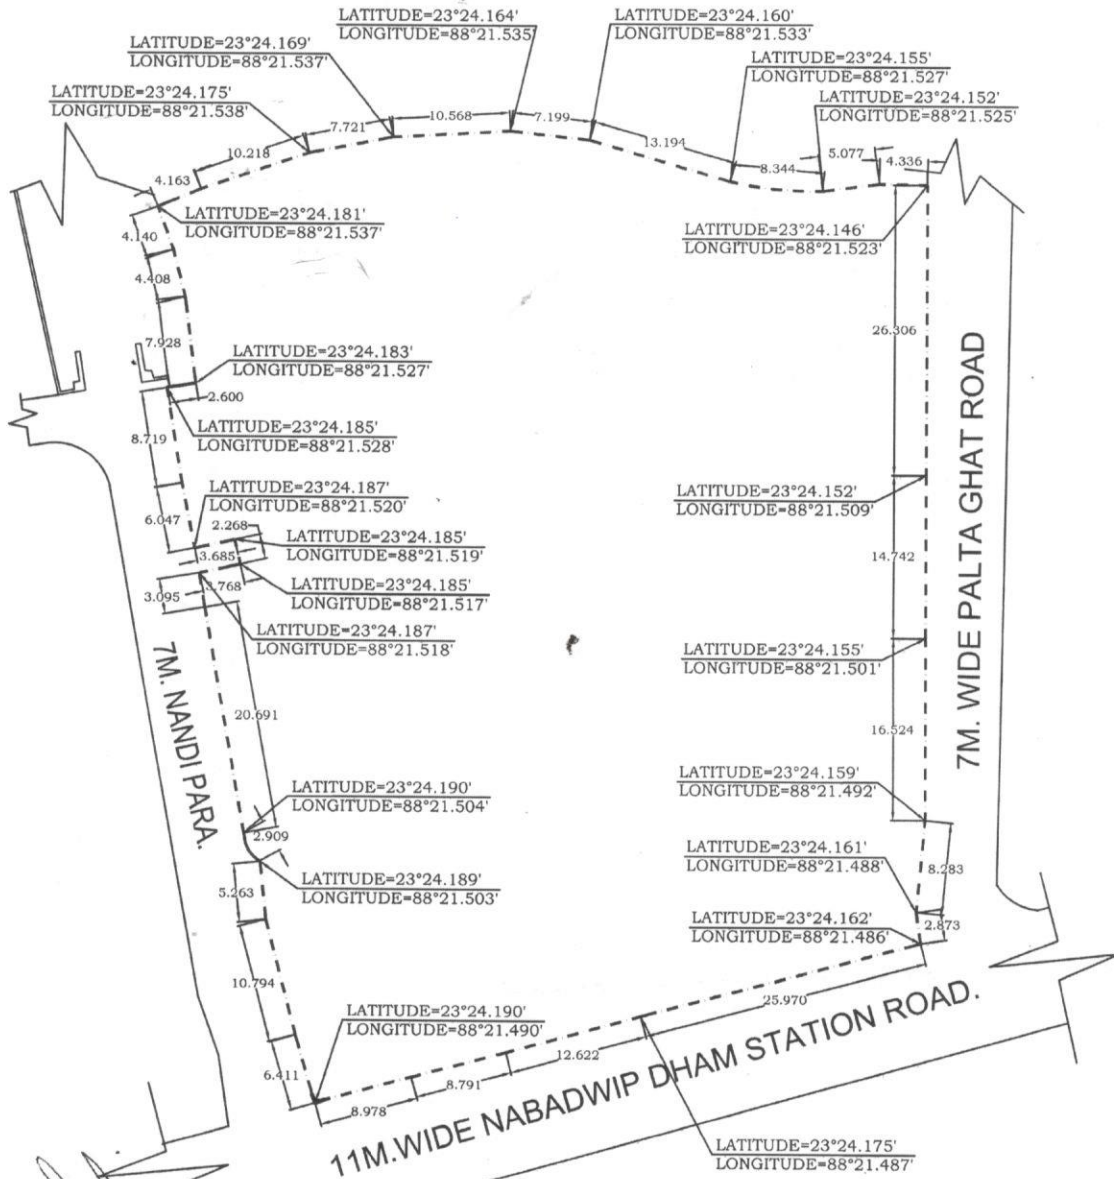 LATITUDE=23°24.164'
LONGITUDE=88°21.535'
LATITUDE=23°24.160'
LONGITUDE=88°21.533'
LATITUDE=23°24.169'
LONGITUDE=88°21.537'
LATITUDE=23°24.155'
LONGITUDE=88°21.527'
LATITUDE=23°24.175'
LONGITUDE=88°21.538'
LATITUDE=23°24.152'
LONGITUDE=88°21.525'
10.568
7.199
7.721
13.194
10.218
5.077
8.344
4.336
4.163
LATITUDE=23°24.181'
LONGITUDE=88°21.537'
LATITUDE=23°24.146'
LONGITUDE=88°21.523'
4.140
4.408
26.306
7.928
LATITUDE=23°24.183'
LONGITUDE=88°21.527'
2.600
LATITUDE=23°24.185'
LONGITUDE=88°21.528'
8.719
7M. WIDE PALTA GHAT ROAD
LATITUDE=23°24.187'
LONGITUDE=88°21.520'
LATITUDE=23°24.152'
LONGITUDE=88°21.509'
6.047
2.268
LATITUDE=23°24.185'
LONGITUDE=88°21.519'
3.685
14.742
LATITUDE=23°24.185'
LONGITUDE=88°21.517'
3.768
3.095
LATITUDE=23°24.187'
LONGITUDE=88°21.518'
LATITUDE=23°24.155'
LONGITUDE=88°21.501'
7M. NANDI PARA.
20.691
16.524
LATITUDE=23°24.159'
LONGITUDE=88°21.492'
LATITUDE=23°24.190'
LONGITUDE=88°21.504'
2.909
LATITUDE=23°24.161'
LONGITUDE=88°21.488'
8.283
LATITUDE=23°24.189'
LONGITUDE=88°21.503'
5.263
LATITUDE=23°24.162'
LONGITUDE=88°21.486'
2.873
10.794
25.970
LATITUDE=23°24.190'
LONGITUDE=88°21.490'
12.622
6.411
8.791
8.978
11M.WIDE NABADWIP DHAM STATION ROAD.
LATITUDE=23°24.175'
LONGITUDE=88°21.487'